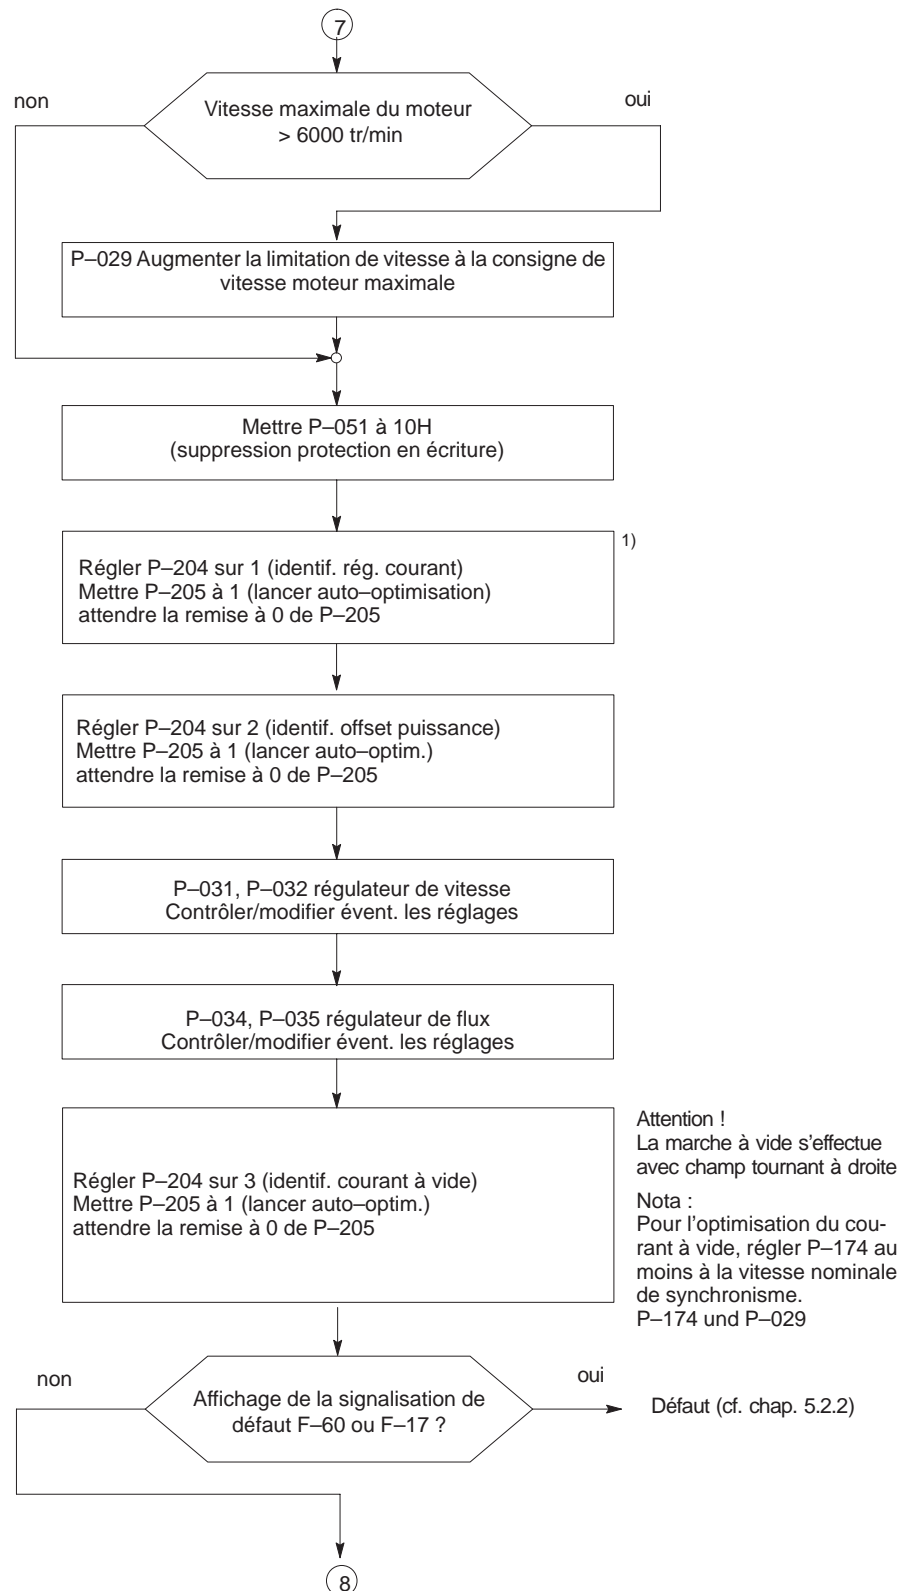 7
non
Vitesse maximale du moteur
> 6000 tr/min
oui
P–029 Augmenter la limitation de vitesse à la consigne de
vitesse moteur maximale
Mettre P–051 à 10H
(suppression protection en écriture)
1)
Régler P–204 sur 1 (identif. rég. courant)
Mettre P–205 à 1 (lancer auto–optimisation)
attendre la remise à 0 de P–205
Régler P–204 sur 2 (identif. offset puissance)
Mettre P–205 à 1 (lancer auto–optim.)
attendre la remise à 0 de P–205
P–031, P–032 régulateur de vitesse
Contrôler/modifier évent. les réglages
P–034, P–035 régulateur de flux
Contrôler/modifier évent. les réglages
Régler P–204 sur 3 (identif. courant à vide)
Mettre P–205 à 1 (lancer auto–optim.)
attendre la remise à 0 de P–205
Attention !
La marche à vide s'effectue
avec champ tournant à droite
Nota :
Pour l'optimisation du cou-
rant à vide, régler P–174 au
moins à la vitesse nominale
de synchronisme.
P–174 und P–029
non
Affichage de la signalisation de
défaut F–60 ou F–17 ?
oui
Défaut (cf. chap. 5.2.2)
8